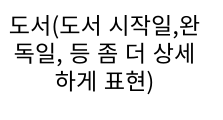 도서(도서 시작일,완
독일, 등 좀 더 상세
하게 표현)